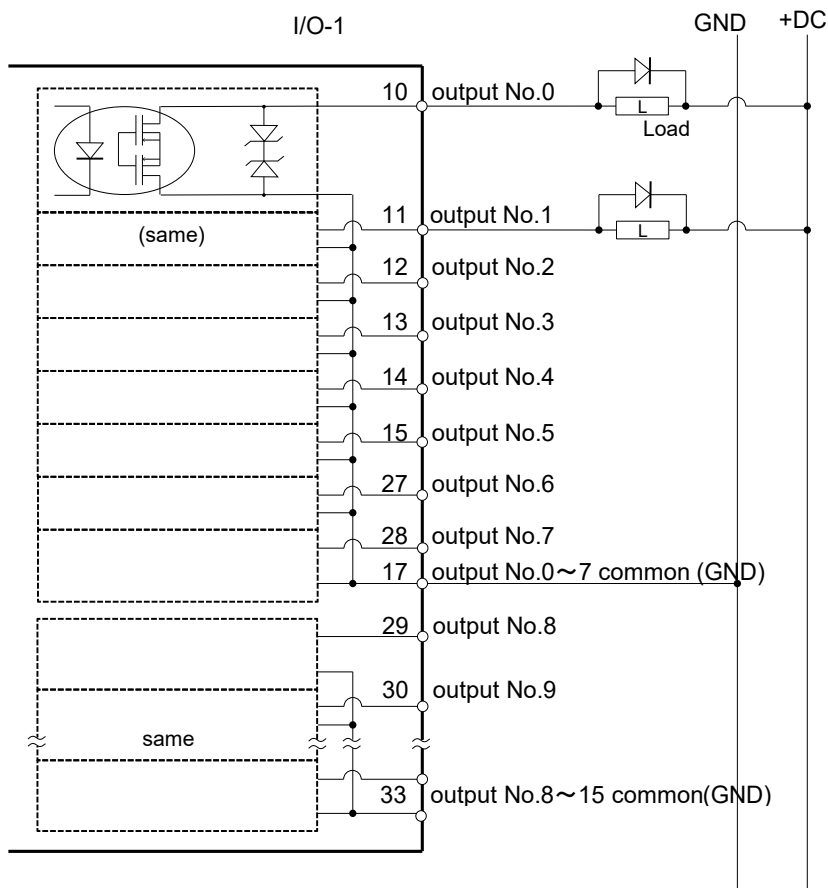 I/O-1
GND +DC
10 output No.0
L
Load
11 output No.1
L
(same)
12 output No.2
13 output No.3
14 output No.4
15 output No.5
27 output No.6
28 output No.7
17 output No.0～7 common (GND)
29 output No.8
30 output No.9
same
33 output No.8～15 common(GND)